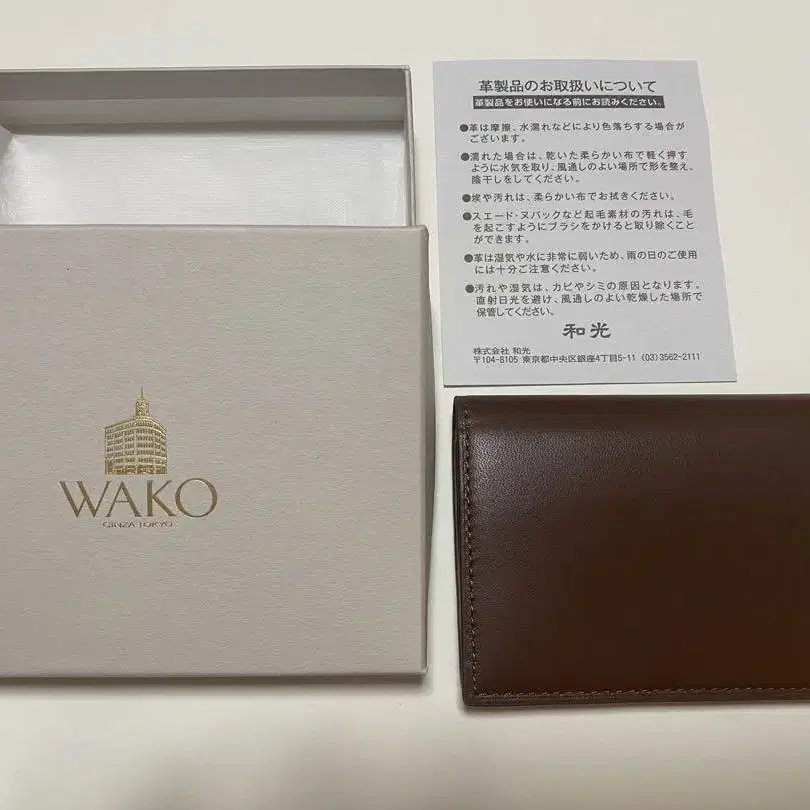 革製品のお取扱いについて
革製品をお使いになる前にお読みください。
●革は摩擦、水濡れなどにより色落ちする場合が
ございます。
●濡れた場合は、乾いた柔らかい布で軽く押す
ように水気を取り、風通しのよい場所で形を整え、
陰干しをしてください。
●埃や汚れは、柔らかい布でお拭きください。
●スエード・ヌバックなど起毛素材の汚れは、毛
を起こすようにブラシをかけると取り除くこと
ができます。
●革は湿気や水に非常に弱いため、雨の日のご使用
には十分ご注意ください。
●汚れや湿気は、カビやシミの原因となります。
直射日光を避け、風通しのよい乾燥した場所で
保管してください。
和光
株式会社 和光
〒104-8105 東京都中央区銀座4丁目5-11 (03)3562-2111
WAKO
GINZA TOKYO